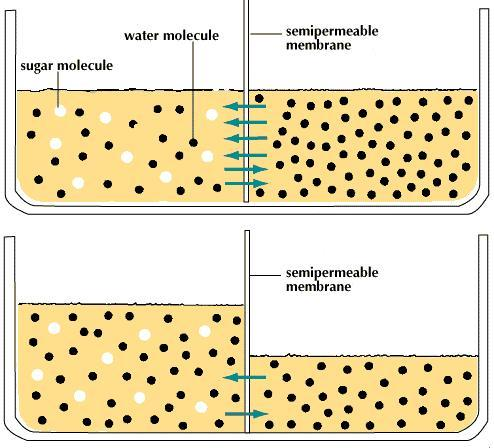 water molecule
semipermeable
membrane
sugar molecule
semipermeable
membrane